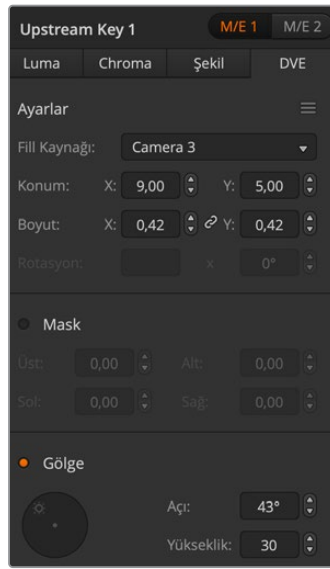 Upstream Key 1 M/E 1 M/E 2
Luma Chroma Şekil DVE
Ayarlar
Fill Kaynağı: Camera 3
Konum: X: 9,00 Y: 5,00
Boyut: X: 0,42 Y: 0,42
Rotasyon: x 0°
Mask
Üst: 0,00 Alt: 0,00
Sol: 0,00 Sağ: 0,00
Gölge
Açı: 43°
Yükseklik: 30